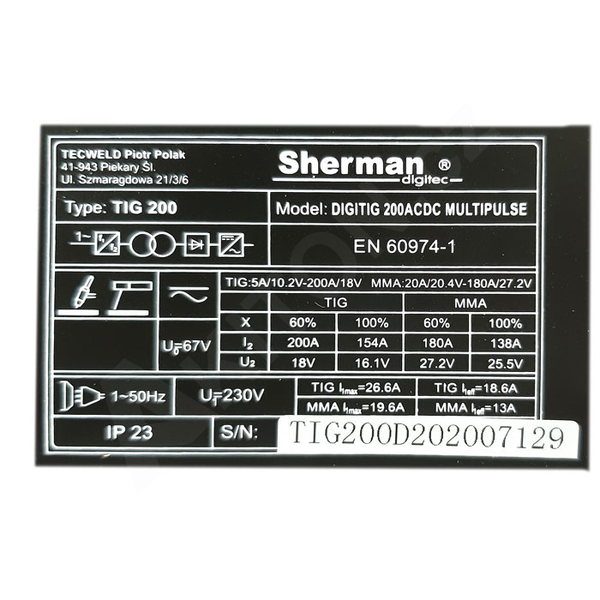 TECWELD Piotr Polak
41-943 Piekary Śl.
Ul. Szmaragdowa 21/3/6
Sherman ®
digitec
Type: TIG 200
Model: DIGITIG 200ACDC MULTIPULSE
1~ f₁/f₂
EN 60974-1
TIG:5A/10.2V-200A/18V MMA:20A/20.4V-180A/27.2V
TIG MMA
X 60% 100% 60% 100%
U₀=67V
I₂ 200A 154A 180A 138A
U₂ 18V 16.1V 27.2V 25.5V
1~50Hz
U₁=230V
TIG I₁max=26.6A TIG I₁eff=18.6A
MMA I₁max=19.6A MMA I₁eff=13A
IP 23
S/N: TIG200D202007129